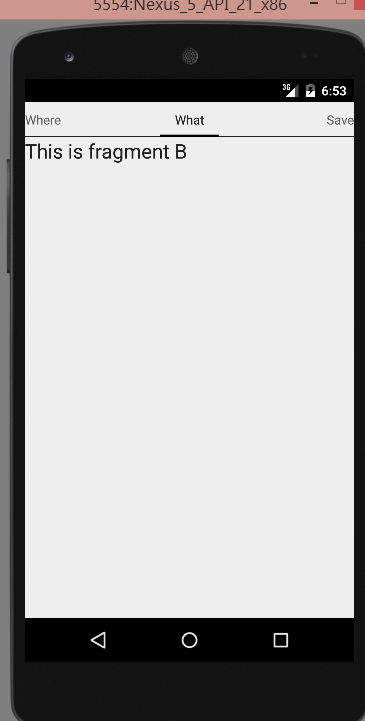 5554:Nexus_5_API_21_x86
3G 6:53
Where What Save
This is fragment B